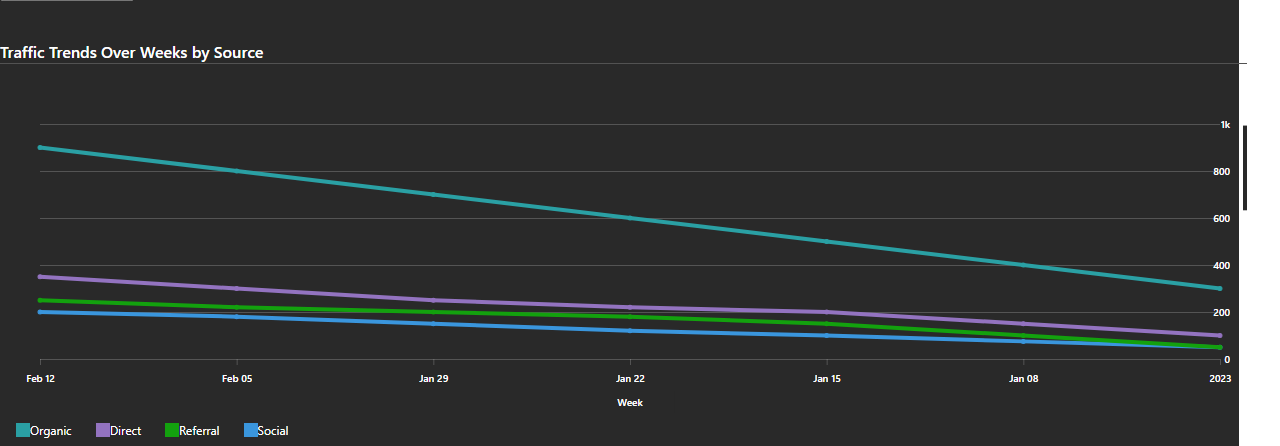 Traffic Trends Over Weeks by Source
1k
800
600
400
200
0
Feb 12 Feb 05 Jan 29 Jan 22 Jan 15 Jan 08 2023
Week
Organic Direct Referral Social